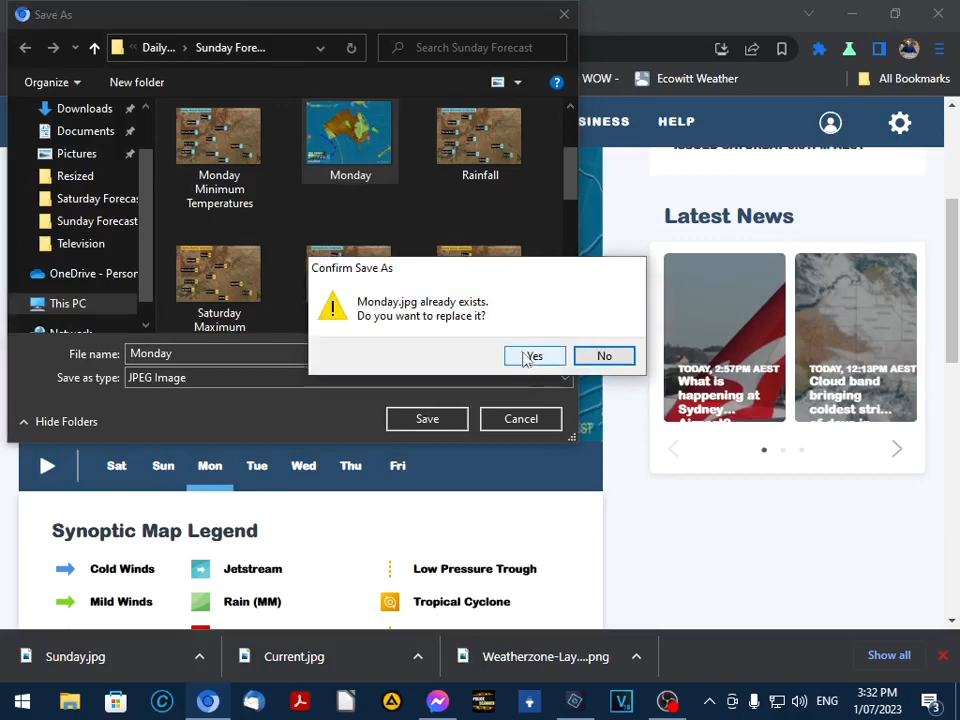 Save As
Daily...
Sunday Fore...
Search Sunday Forecast
Organize
New folder
WOW -
Ecowitt Weather
All Bookmarks
Downloads
Documents
Pictures
Resized
Saturday Foreca
Sunday Forecast
Television
OneDrive - Person
This PC
Monday Minimum Temperatures
Monday
Rainfall
Saturday Maximum
SINESS
HELP
Latest News
Confirm Save As
Monday.jpg already exists.
Do you want to replace it?
Yes
No
File name:
Monday
Save as type:
JPEG Image
Hide Folders
Save
Cancel
TODAY, 2:57PM AEST
What is happening at Sydney...
TODAY, 12:13PM AEST
Cloud band bringing coldest stri...
Sat
Sun
Mon
Tue
Wed
Thu
Fri
Synoptic Map Legend
Cold Winds
Jetstream
Low Pressure Trough
Mild Winds
Rain (MM)
Tropical Cyclone
Sunday.jpg
Current.jpg
Weatherzone-Lay....png
Show all
ENG
3:32 PM
1/07/2023
3